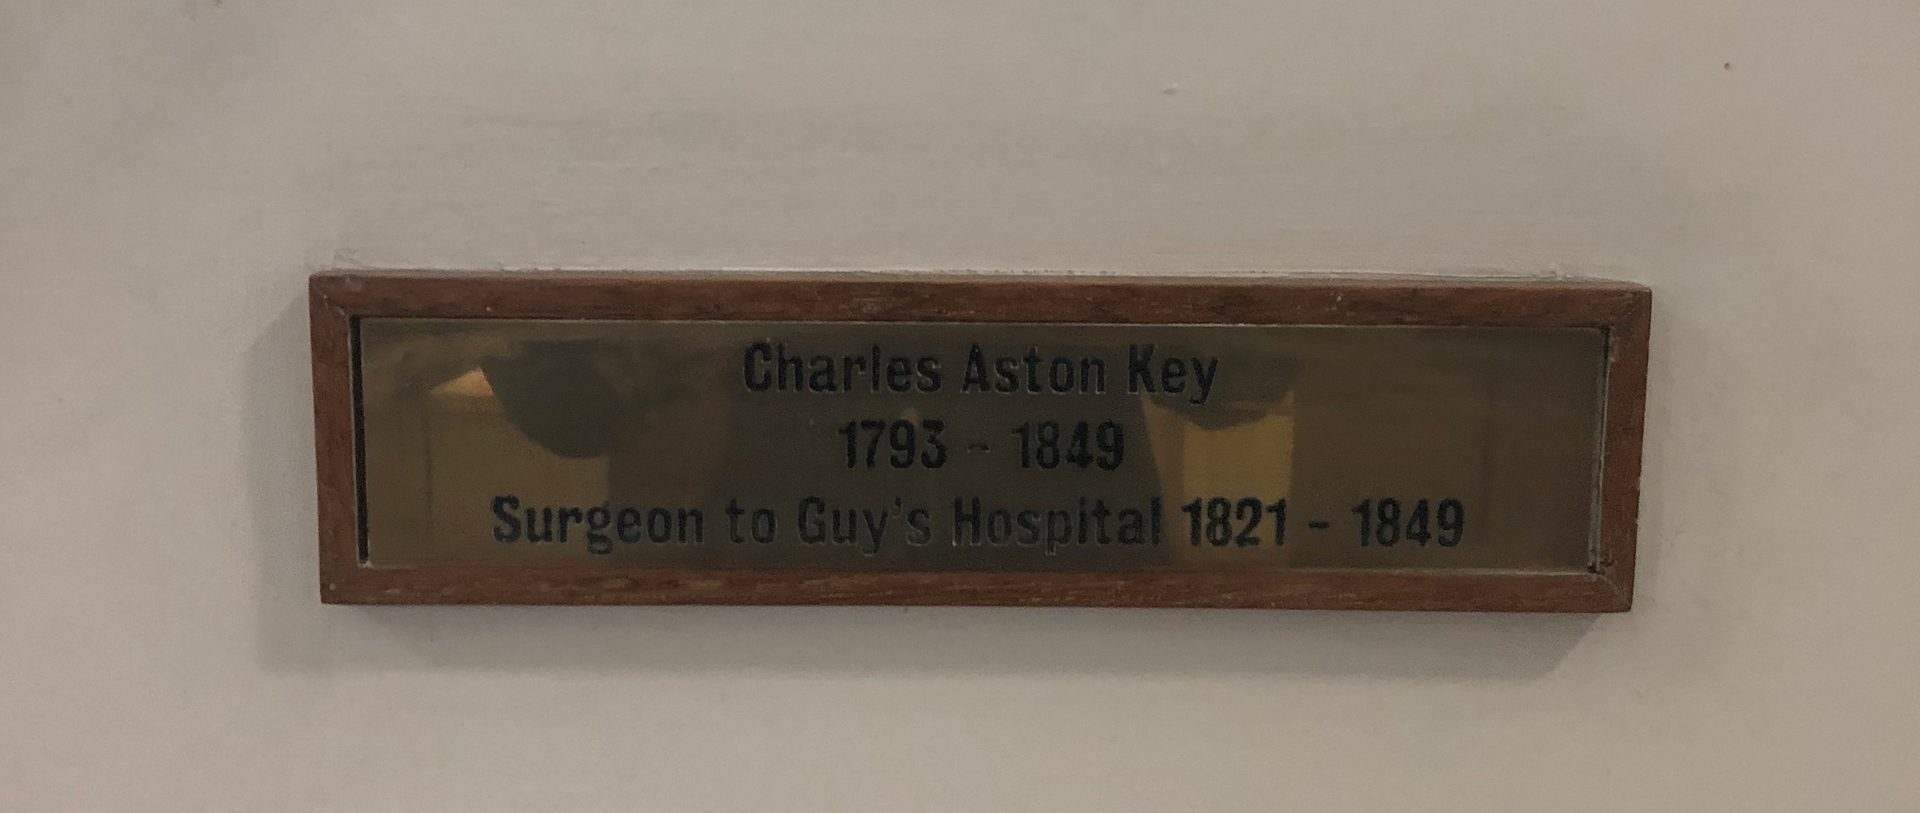 Charles Aston Key
1793 - 1849
Surgeon to Guy's Hospital 1821 - 1849